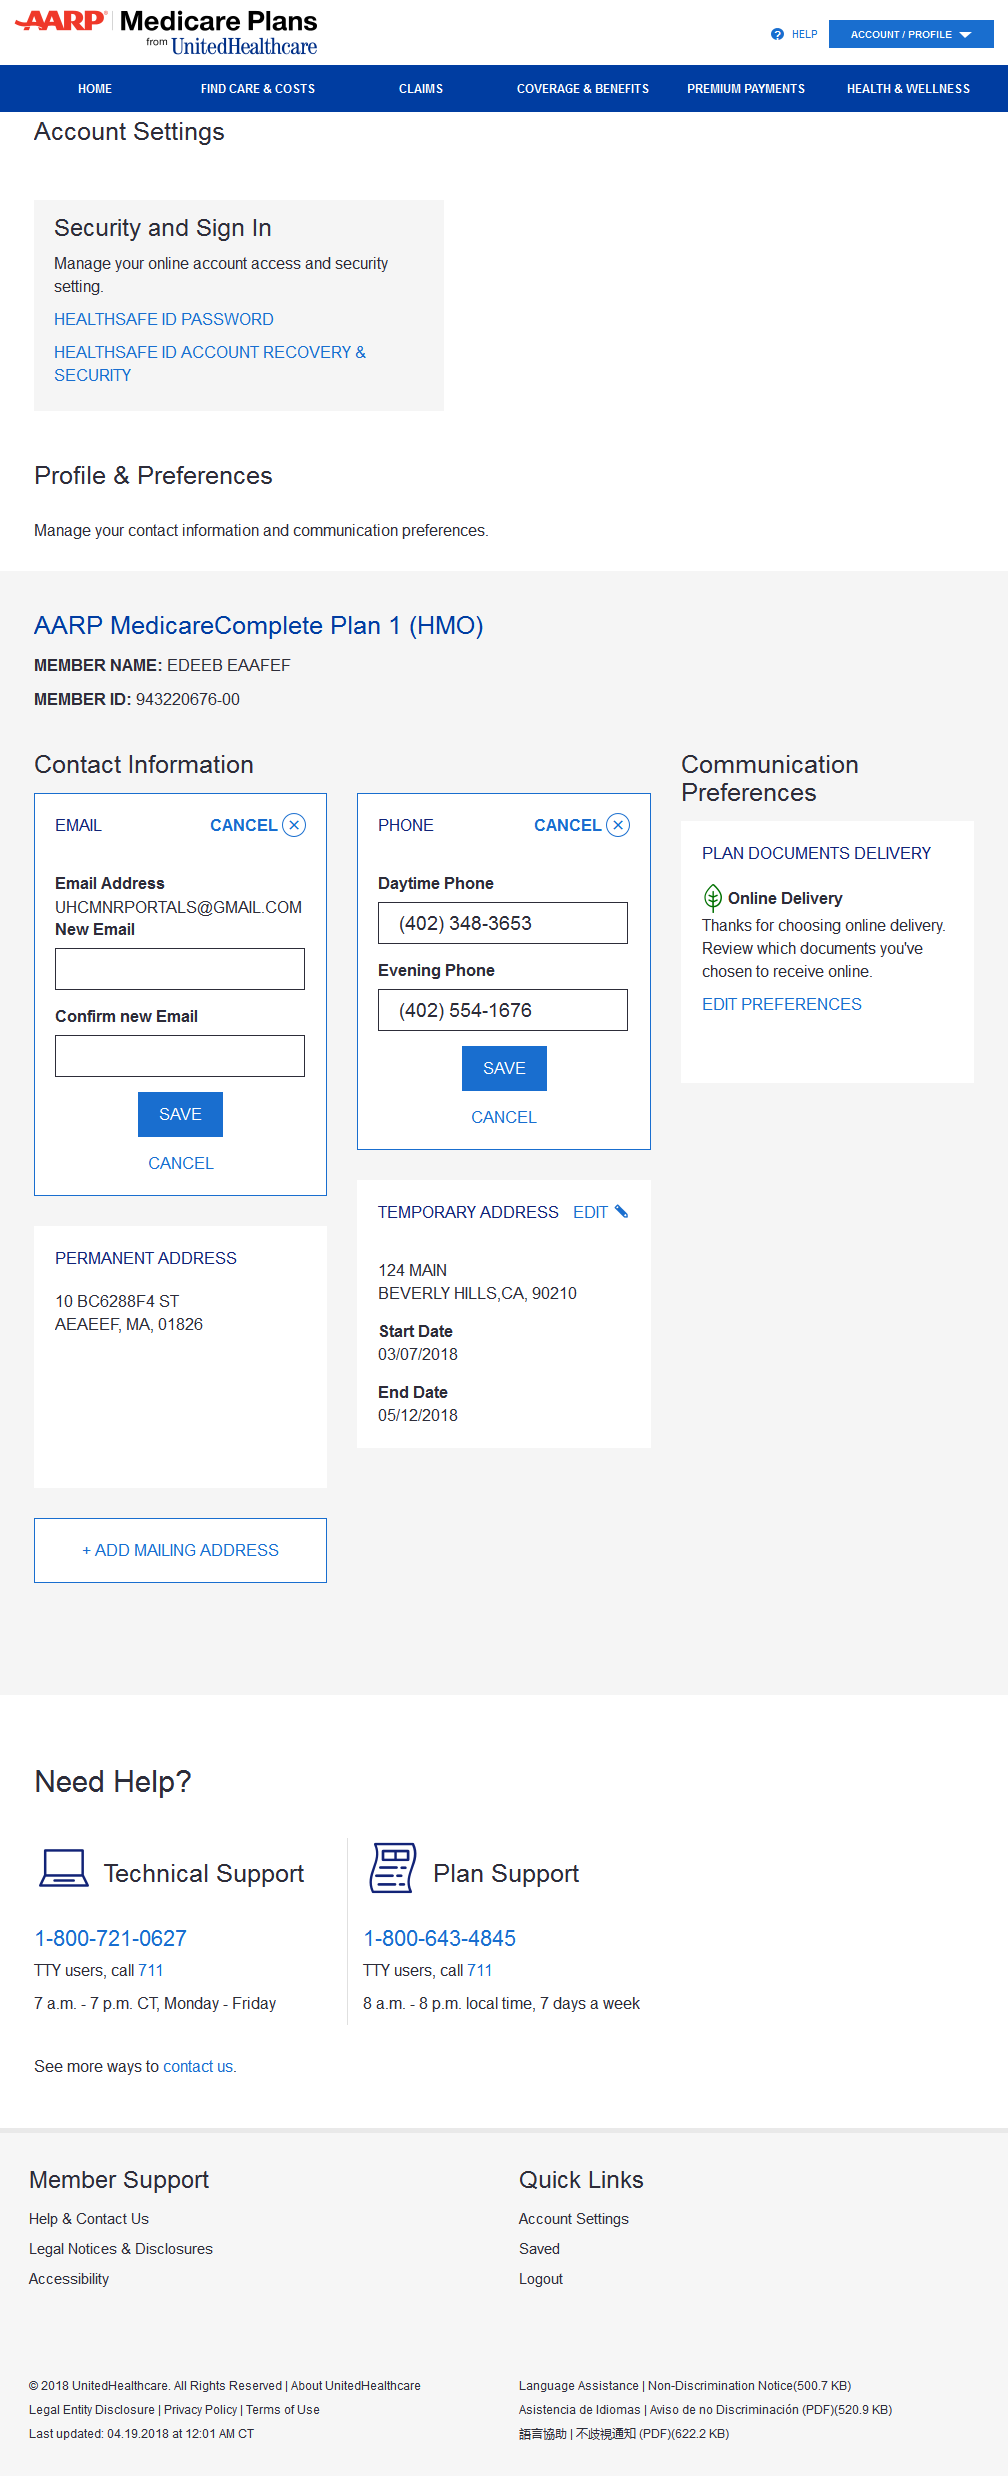 AARP® | Medicare Plans
from UnitedHealthcare
HELP
ACCOUNT / PROFILE
HOME FIND CARE & COSTS CLAIMS COVERAGE & BENEFITS PREMIUM PAYMENTS HEALTH & WELLNESS
Account Settings
Security and Sign In
Manage your online account access and security
setting.
HEALTHSAFE ID PASSWORD
HEALTHSAFE ID ACCOUNT RECOVERY &
SECURITY
Profile & Preferences
Manage your contact information and communication preferences.
AARP MedicareComplete Plan 1 (HMO)
MEMBER NAME: EDEEB EAAFEF
MEMBER ID: 943220676-00
Contact Information
EMAIL CANCEL
Email Address
UHCMNRPORTALS@GMAIL.COM
New Email
Confirm new Email
SAVE
CANCEL
PHONE CANCEL
Daytime Phone
(402) 348-3653
Evening Phone
(402) 554-1676
SAVE
CANCEL
Communication
Preferences
PLAN DOCUMENTS DELIVERY
Online Delivery
Thanks for choosing online delivery.
Review which documents you've
chosen to receive online.
EDIT PREFERENCES
PERMANENT ADDRESS
10 BC6288F4 ST
AEAEEF, MA, 01826
TEMPORARY ADDRESS EDIT
124 MAIN
BEVERLY HILLS,CA, 90210
Start Date
03/07/2018
End Date
05/12/2018
+ ADD MAILING ADDRESS
Need Help?
Technical Support
1-800-721-0627
TTY users, call 711
7 a.m. - 7 p.m. CT, Monday - Friday
Plan Support
1-800-643-4845
TTY users, call 711
8 a.m. - 8 p.m. local time, 7 days a week
See more ways to contact us.
Member Support
Help & Contact Us
Legal Notices & Disclosures
Accessibility
Quick Links
Account Settings
Saved
Logout
© 2018 UnitedHealthcare. All Rights Reserved | About UnitedHealthcare
Legal Entity Disclosure | Privacy Policy | Terms of Use
Last updated: 04.19.2018 at 12:01 AM CT
Language Assistance | Non-Discrimination Notice(500.7 KB)
Asistencia de Idiomas | Aviso de no Discriminación (PDF)(520.9 KB)
語言協助 | 不歧視通知 (PDF)(622.2 KB)